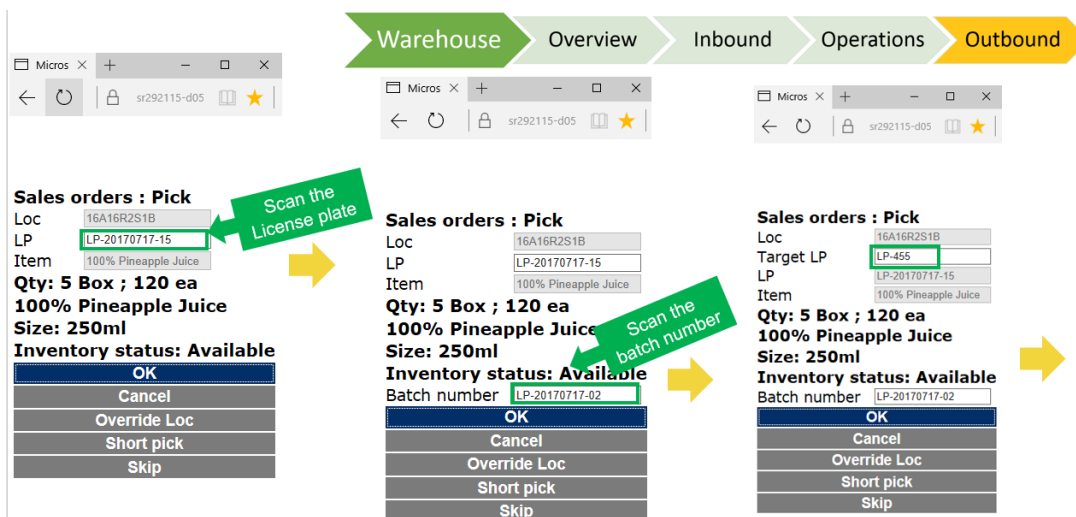 Warehouse
Overview
Inbound
Operations
Outbound
Micros
sr292115-d05
Sales orders : Pick
Loc 16A16R2S1B
LP LP-20170717-15
Item 100% Pineapple Juice
Qty: 5 Box ; 120 ea
100% Pineapple Juice
Size: 250ml
Inventory status: Available
OK
Cancel
Override Loc
Short pick
Skip
Scan the
License plate
Micros
sr292115-d05
Sales orders : Pick
Loc 16A16R2S1B
LP LP-20170717-15
Item 100% Pineapple Juice
Qty: 5 Box ; 120 ea
100% Pineapple Juice
Size: 250ml
Inventory status: Available
Batch number LP-20170717-02
OK
Cancel
Override Loc
Short pick
Skip
Scan the
batch number
Micros
sr292115-d05
Sales orders : Pick
Loc 16A16R2S1B
Target LP LP-455
LP LP-20170717-15
Item 100% Pineapple Juice
Qty: 5 Box ; 120 ea
100% Pineapple Juice
Size: 250ml
Inventory status: Available
Batch number LP-20170717-02
OK
Cancel
Override Loc
Short pick
Skip